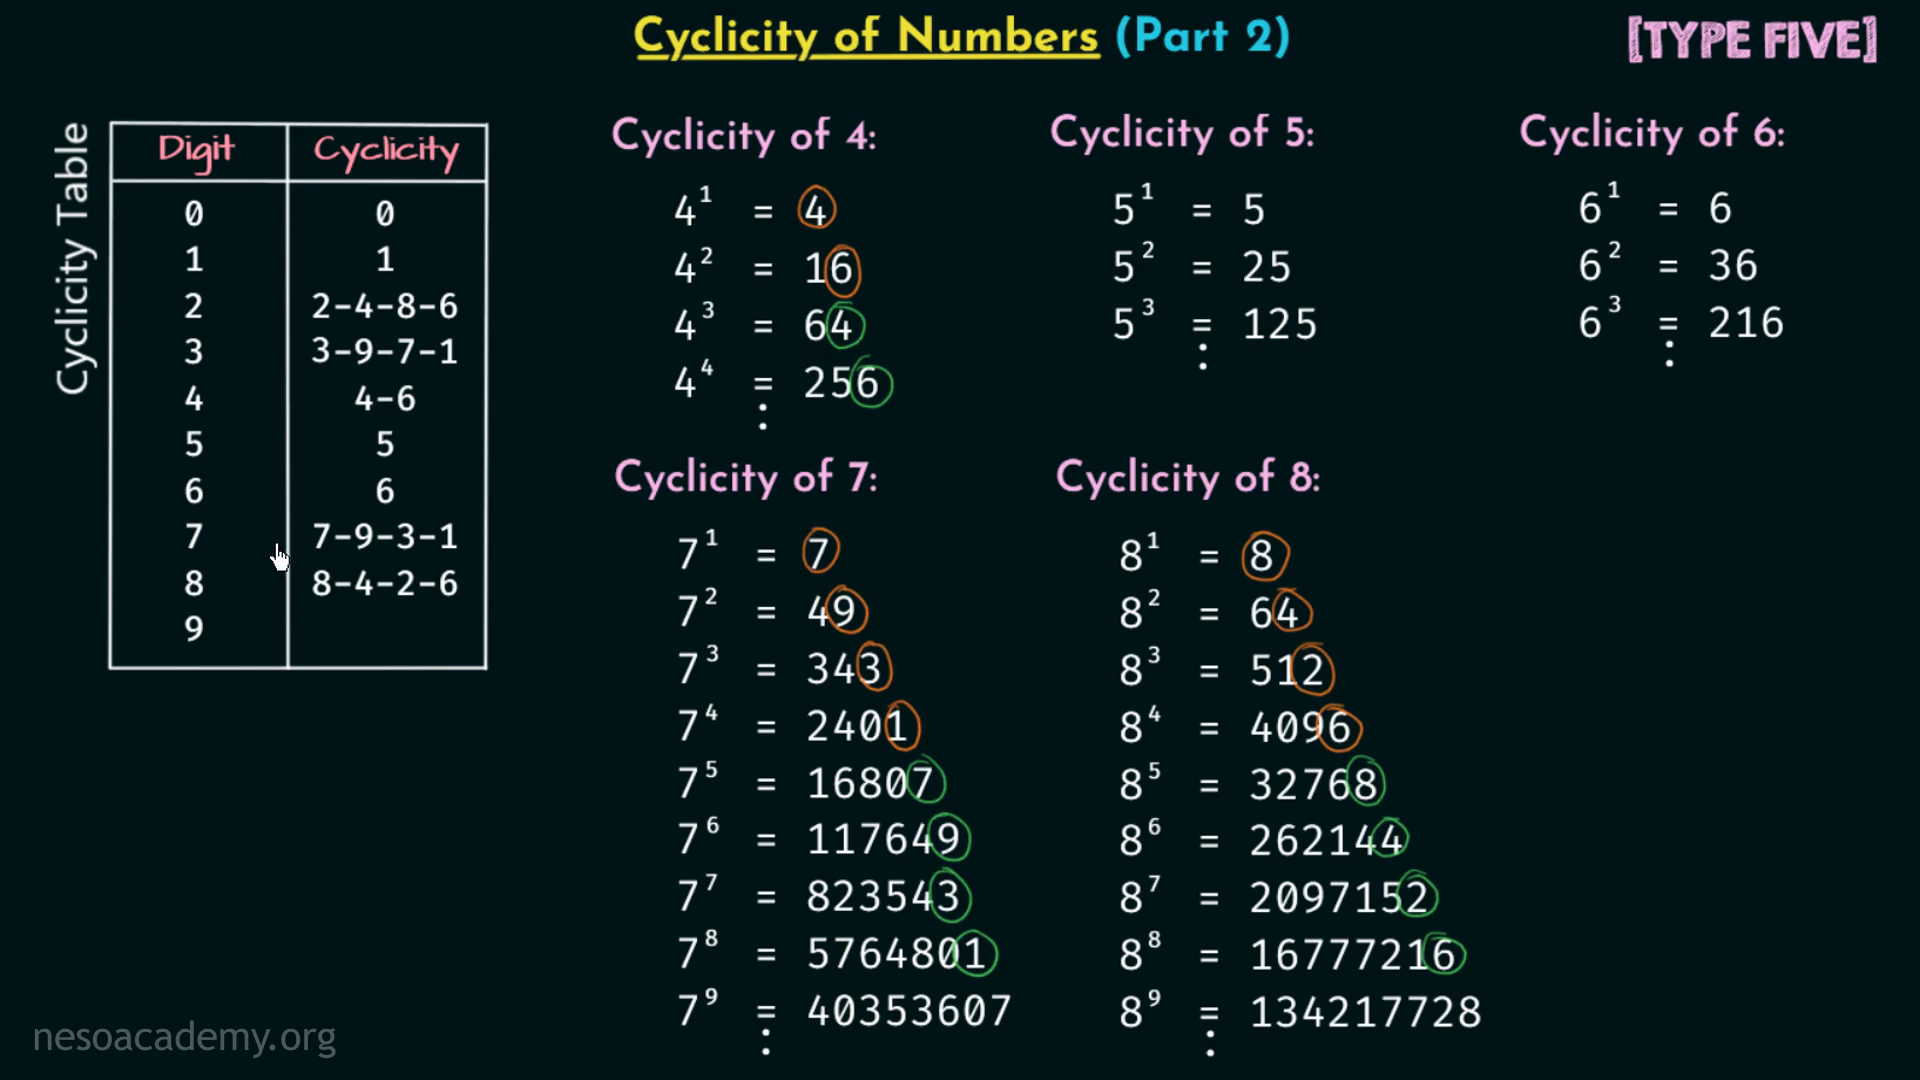 Cyclicity of Numbers (Part 2)
[TYPE FIVE]
Cyclicity Table
Digit Cyclicity
0 0
1 1
2 2-4-8-6
3 3-9-7-1
4 4-6
5 5
6 6
7 7-9-3-1
8 8-4-2-6
9
Cyclicity of 4:
4¹ = 4
4² = 16
4³ = 64
4⁴ = 256
⋮
Cyclicity of 5:
5¹ = 5
5² = 25
5³ = 125
⋮
Cyclicity of 6:
6¹ = 6
6² = 36
6³ = 216
⋮
Cyclicity of 7:
7¹ = 7
7² = 49
7³ = 343
7⁴ = 2401
7⁵ = 16807
7⁶ = 117649
7⁷ = 823543
7⁸ = 5764801
7⁹ = 40353607
⋮
Cyclicity of 8:
8¹ = 8
8² = 64
8³ = 512
8⁴ = 4096
8⁵ = 32768
8⁶ = 262144
8⁷ = 2097152
8⁸ = 16777216
8⁹ = 134217728
⋮
nesoacademy.org